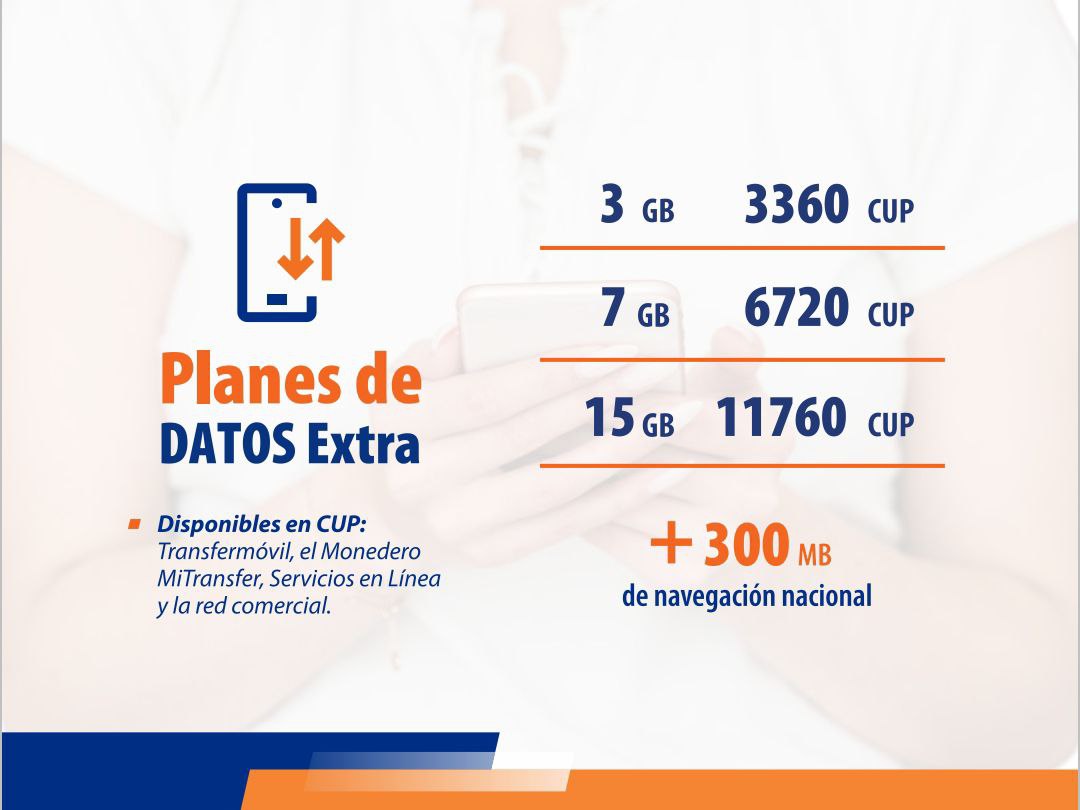 Planes de
DATOS Extra
Disponibles en CUP:
Transfermóvil, el Monedero
MiTransfer, Servicios en Línea
y la red comercial.
3 GB 3360 CUP
7 GB 6720 CUP
15 GB 11760 CUP
+ 300 MB
de navegación nacional